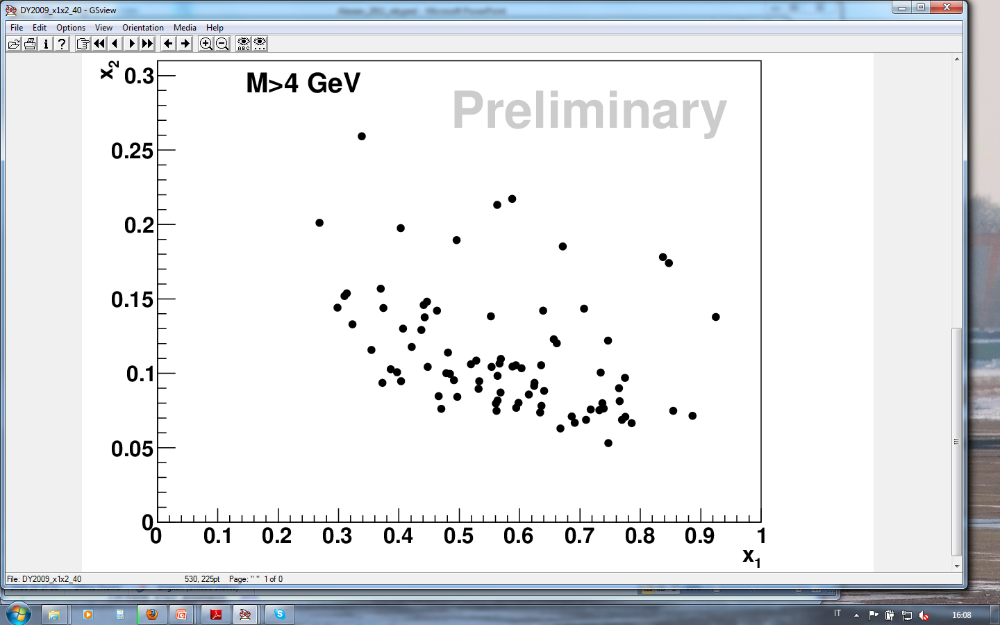 DY2009_x1x2_40 - GSview
File Edit Options View Orientation Media Help
i ?
ABC
x2
M>4 GeV
Preliminary
0.3
0.25
0.2
0.15
0.1
0.05
0
0 0.1 0.2 0.3 0.4 0.5 0.6 0.7 0.8 0.9 1
x1
File: DY2009_x1x2_40 530, 225pt Page: " " 1 of 0
IT 16:08